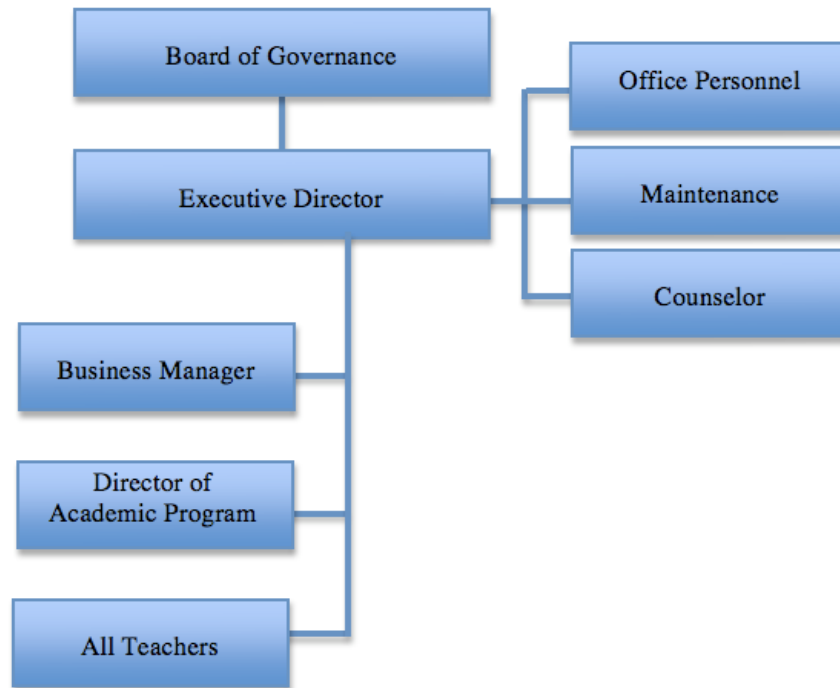 Board of Governance
Executive Director
Office Personnel
Maintenance
Counselor
Business Manager
Director of
Academic Program
All Teachers